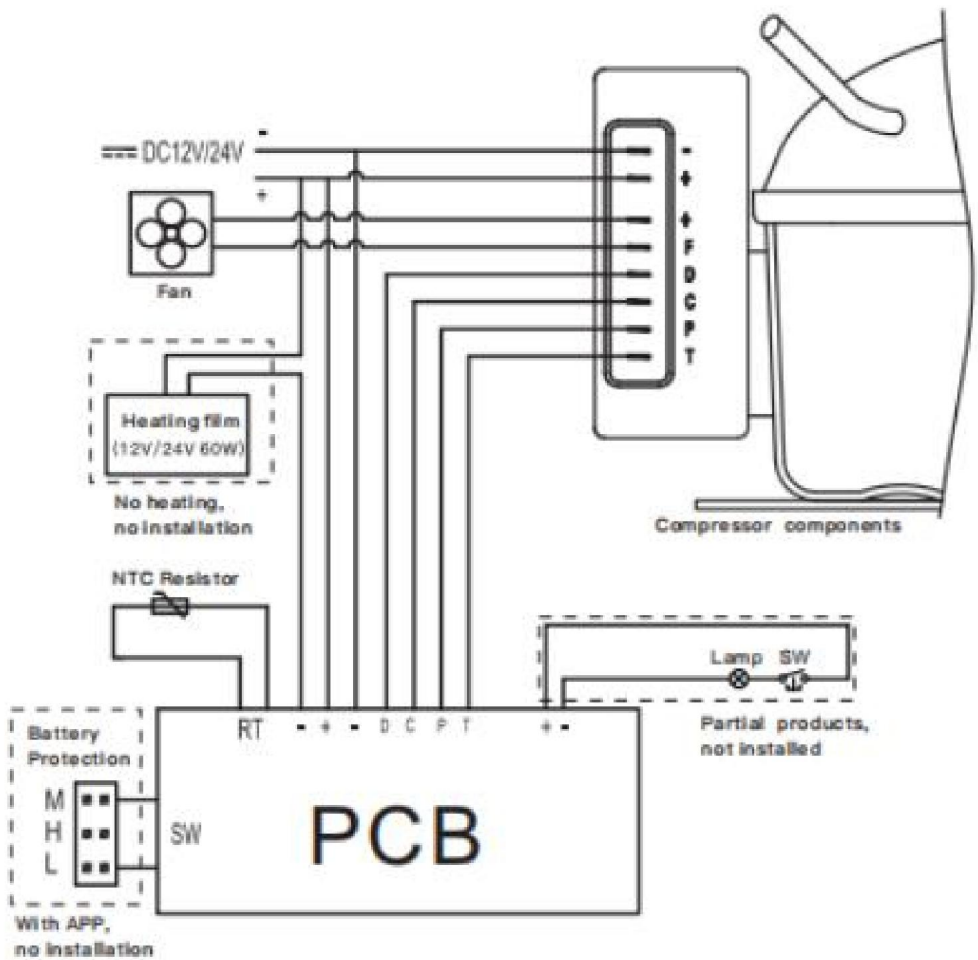 -
DC12V/24V
+
Fan
-
+
+
F
D
C
P
T
Heating film
(12V/24V 60W)
No heating,
no installation
Compressor components
NTC Resistor
Lamp SW
Partial products,
not installed
RT - + - D C P T + -
Battery
Protection
M
H
L
SW
PCB
With APP,
no installation